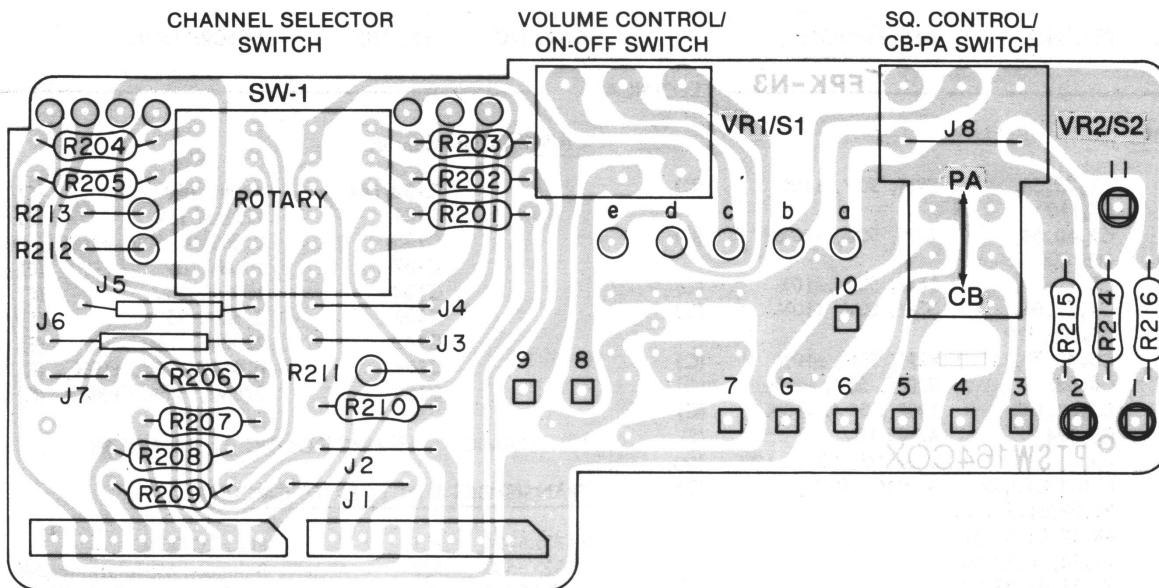 CHANNEL SELECTOR
SWITCH
VOLUME CONTROL/
ON-OFF SWITCH
SQ. CONTROL/
CB-PA SWITCH
SW-1
FPK-N3
VR1/S1
J8
VR2/S2
R204
R203
R205
R202
ROTARY
PA
11
R213
R201
e d c b a
R212
J5
J4
10
CB
J6
J3
R215
R214
R216
J7
R206
R211
9
8
R207
R210
7 G 6 5 4 3 2 1
R208
J2
PTSW164COX
R209
J1